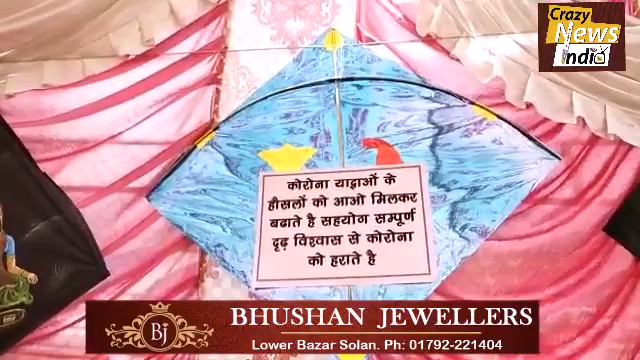 Crazy
News
India
कोरोना याद्वाओं के
हौसलों को आओ मिलकर
बढाते है सहयोग सम्पूर्ण
दृढ़ विश्वास से कोरोना
को हराते है
BJ
BHUSHAN JEWELLERS
Lower Bazar Solan. Ph: 01792-221404